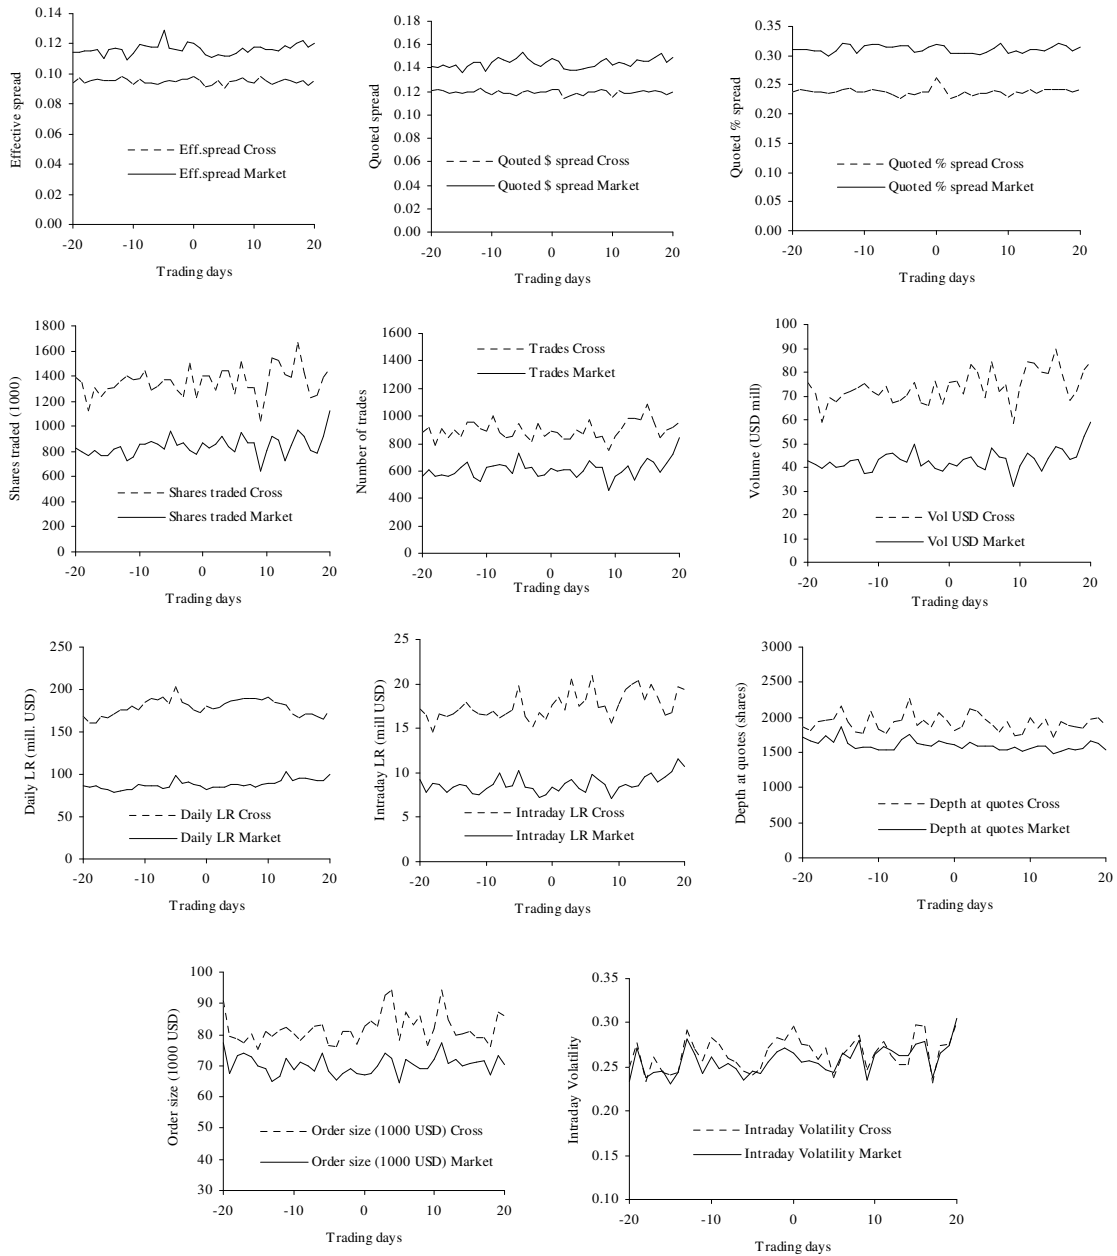 0.14
0.12
0.10
0.08
0.06
0.04
0.02
0.00
Effective spread
Eff.spread Cross
Eff.spread Market
-20 -10 0 10 20
Trading days
0.18
0.16
0.14
0.12
0.10
0.08
0.06
0.04
0.02
0.00
Quoted spread
Qouted $ spread Cross
Quoted $ spread Market
-20 -10 0 10 20
Trading days
0.35
0.30
0.25
0.20
0.15
0.10
0.05
0.00
Quoted % spread
Quoted % spread Cross
Quoted % spread Market
-20 -10 0 10 20
Trading days
1800
1600
1400
1200
1000
800
600
400
200
0
Shares traded (1000)
Shares traded Cross
Shares traded Market
-20 -10 0 10 20
Trading days
1600
1400
1200
1000
800
600
400
200
0
Number of trades
Trades Cross
Trades Market
-20 -10 0 10 20
Trading days
100
90
80
70
60
50
40
30
20
10
0
Volume (USD mill)
Vol USD Cross
Vol USD Market
-20 -10 0 10 20
Trading days
250
200
150
100
50
0
Daily LR (mill. USD)
Daily LR Cross
Daily LR Market
-20 -10 0 10 20
Trading days
25
20
15
10
5
0
Intraday LR (mill USD)
Intraday LR Cross
Intraday LR Market
-20 -10 0 10 20
Trading days
3000
2500
2000
1500
1000
500
0
Depth at quotes (shares)
Depth at quotes Cross
Depth at quotes Market
-20 -10 0 10 20
Trading days
100
90
80
70
60
50
40
30
Order size (1000 USD)
Order size (1000 USD) Cross
Order size (1000 USD) Market
-20 -10 0 10 20
Trading days
0.35
0.30
0.25
0.20
0.15
0.10
Intraday Volatility
Intraday Volatility Cross
Intraday Volatility Market
-20 -10 0 10 20
Trading days